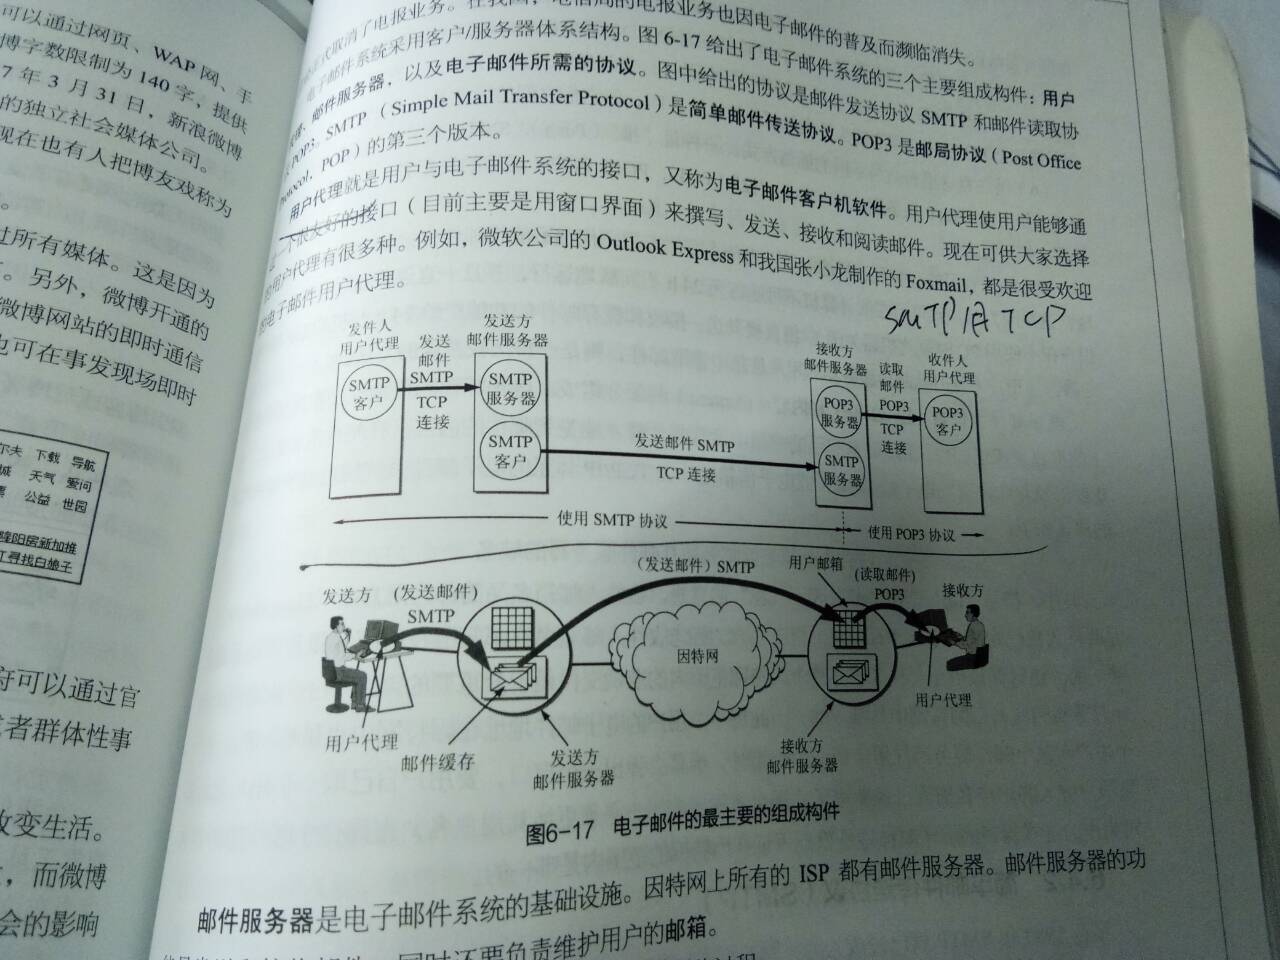 可以通过网页、WAP 网、手
博字数限制为 140 字，提供
7 年 3 月 31 日，新浪微博
的独立社会媒体公司。
现在也有人把博友戏称为
。
过所有媒体。这是因为
。另外，微博开通的
微博网站的即时通信
也可在事发现场即时
尔夫 下载 导航
城 天气 爱问
票 公益 世园
降阳房新加推
江寻找白娘子
府可以通过官
或者群体性事
改变生活。
，而微博
会的影响
式取消了电报业务。在我国，电信局的电报业务也因电子邮件的普及而濒临消失。
电子邮件系统采用客户/服务器体系结构。图 6-17 给出了电子邮件系统的三个主要组成构件：用户
代理、邮件服务器，以及电子邮件所需的协议。图中给出的协议是邮件发送协议 SMTP 和邮件读取协
议 POP3。SMTP （Simple Mail Transfer Protocol）是简单邮件传送协议。POP3 是邮局协议（Post Office
Protocol，POP）的第三个版本。
用户代理就是用户与电子邮件系统的接口，又称为电子邮件客户机软件。用户代理使用户能够通
过一个很友好的接口（目前主要是用窗口界面）来撰写、发送、接收和阅读邮件。现在可供大家选择
的用户代理有很多种。例如，微软公司的 Outlook Express 和我国张小龙制作的 Foxmail，都是很受欢迎
的电子邮件用户代理。
SMTP/用 TCP
发件人
用户代理
SMTP
客户
发送
邮件
SMTP
TCP
连接
发送方
邮件服务器
SMTP
服务器
SMTP
客户
发送邮件 SMTP
TCP 连接
接收方
邮件服务器
POP3
服务器
SMTP
服务器
读取
邮件
POP3
TCP
连接
收件人
用户代理
POP3
客户
使用 SMTP 协议
使用 POP3 协议
发送方
(发送邮件)
SMTP
（发送邮件）SMTP
用户邮箱
(读取邮件)
POP3
接收方
因特网
用户代理
邮件缓存
发送方
邮件服务器
接收方
邮件服务器
用户代理
图6-17 电子邮件的最主要的组成构件
邮件服务器是电子邮件系统的基础设施。因特网上所有的 ISP 都有邮件服务器。邮件服务器的功
同时还要负责维护用户的邮箱。